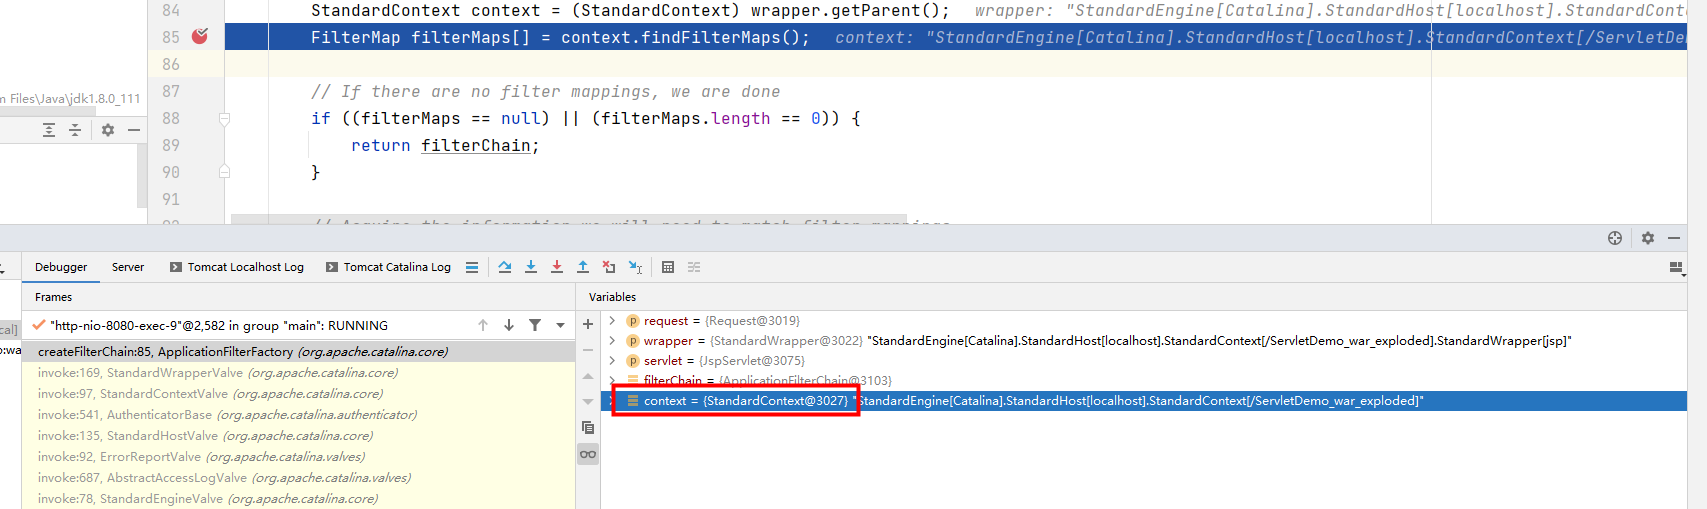 84 StandardContext context = (StandardContext) wrapper.getParent(); wrapper: "StandardEngine[Catalina].StandardHost[localhost].StandardCont
85 FilterMap filterMaps[] = context.findFilterMaps(); context: "StandardEngine[Catalina].StandardHost[localhost].StandardContext[/ServletDem
86
87 // If there are no filter mappings, we are done
m Files\Java\jdk1.8.0_111
88 if ((filterMaps == null) || (filterMaps.length == 0)) {
89 return filterChain;
90 }
91
Debugger Server Tomcat Localhost Log Tomcat Catalina Log
Frames
Variables
cal]
"http-nio-8080-exec-9"@2,582 in group "main": RUNNING
:wa
createFilterChain:85, ApplicationFilterFactory (org.apache.catalina.core)
invoke:169, StandardWrapperValve (org.apache.catalina.core)
invoke:97, StandardContextValve (org.apache.catalina.core)
invoke:541, AuthenticatorBase (org.apache.catalina.authenticator)
invoke:135, StandardHostValve (org.apache.catalina.core)
invoke:92, ErrorReportValve (org.apache.catalina.valves)
invoke:687, AbstractAccessLogValve (org.apache.catalina.valves)
invoke:78, StandardEngineValve (org.apache.catalina.core)
request = {Request@3019}
wrapper = {StandardWrapper@3022} "StandardEngine[Catalina].StandardHost[localhost].StandardContext[/ServletDemo_war_exploded].StandardWrapper[jsp]"
servlet = {JspServlet@3075}
filterChain = {ApplicationFilterChain@3103}
context = {StandardContext@3027} "StandardEngine[Catalina].StandardHost[localhost].StandardContext[/ServletDemo_war_exploded]"